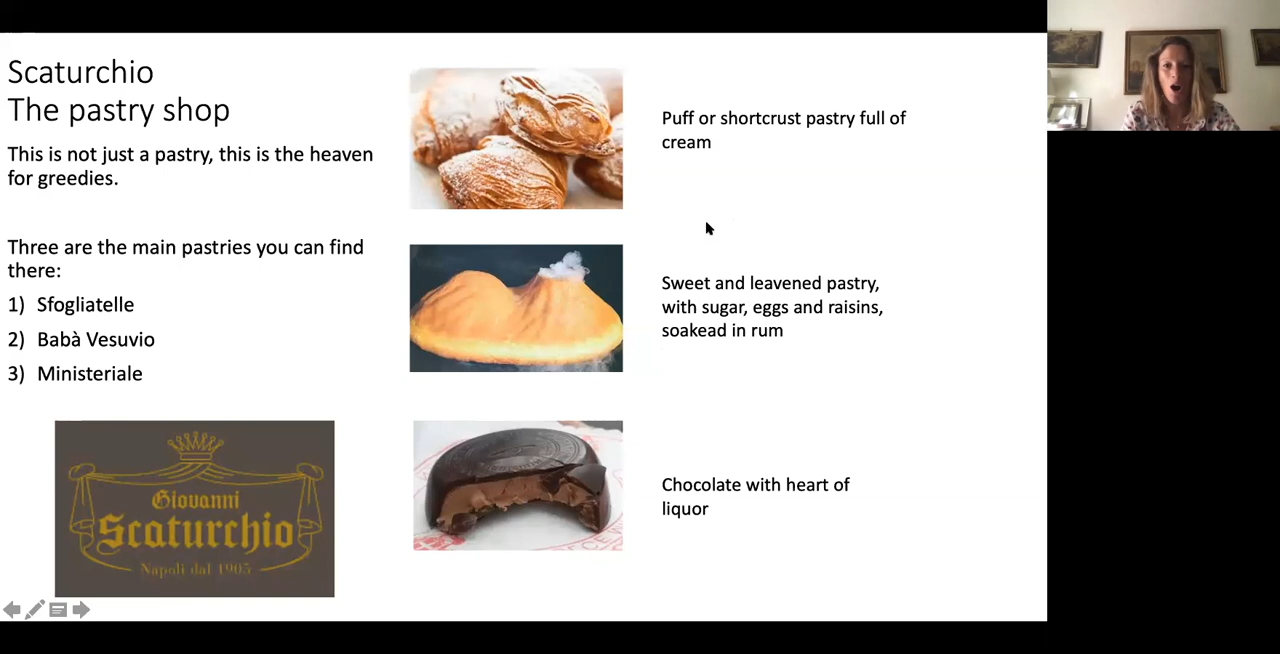 Scaturchio
The pastry shop
This is not just a pastry, this is the heaven
for greedies.
Three are the main pastries you can find
there:
1) Sfogliatelle
2) Babà Vesuvio
3) Ministeriale
Giovanni
Scaturchio
Napoli dal 1905
Puff or shortcrust pastry full of
cream
Sweet and leavened pastry,
with sugar, eggs and raisins,
soakead in rum
Chocolate with heart of
liquor